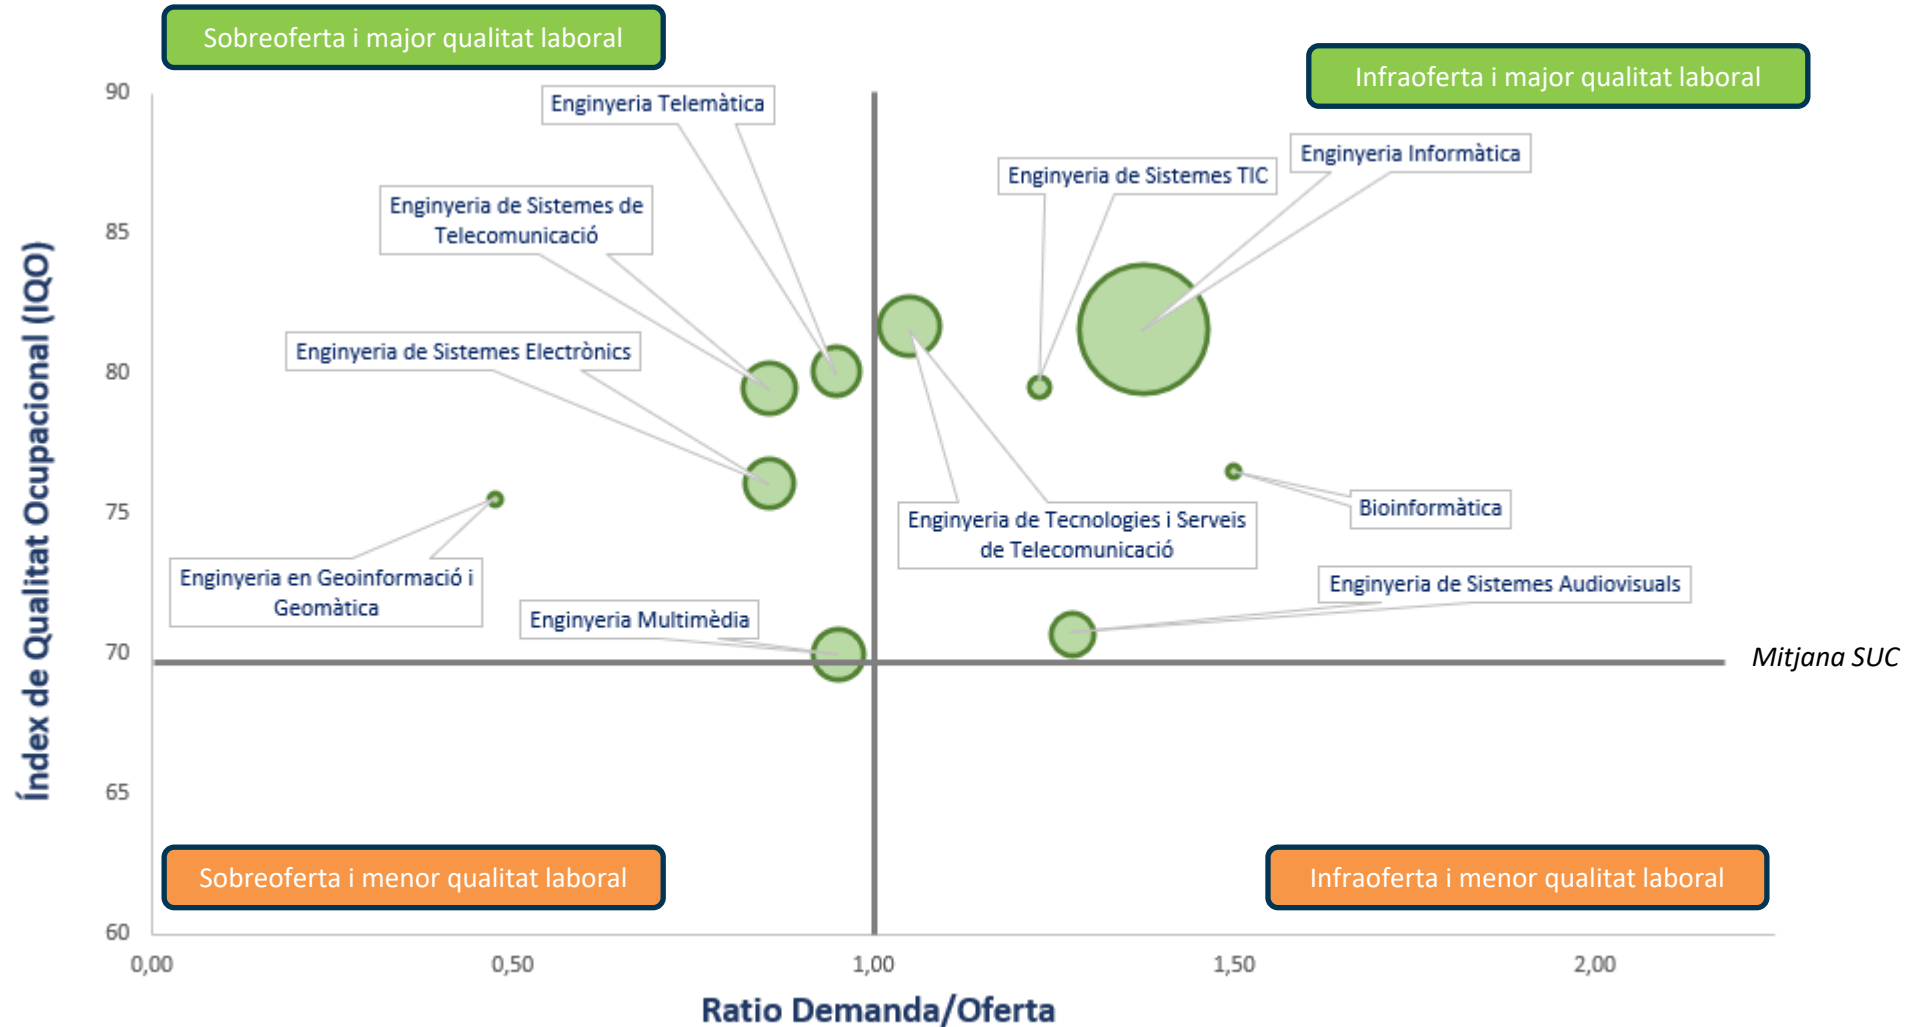 Sobreoferta i major qualitat laboral
Infraoferta i major qualitat laboral
Índex de Qualitat Ocupacional (IQO)
90
85
80
75
70
65
60
Enginyeria Telemàtica
Enginyeria Informàtica
Enginyeria de Sistemes TIC
Enginyeria de Sistemes de
Telecomunicació
Enginyeria de Sistemes Electrònics
Enginyeria de Tecnologies i Serveis
de Telecomunicació
Bioinformàtica
Enginyeria en Geoinformació i
Geomàtica
Enginyeria de Sistemes Audiovisuals
Enginyeria Multimèdia
Mitjana SUC
Sobreoferta i menor qualitat laboral
Infraoferta i menor qualitat laboral
0,00
0,50
1,00
1,50
2,00
Ratio Demanda/Oferta